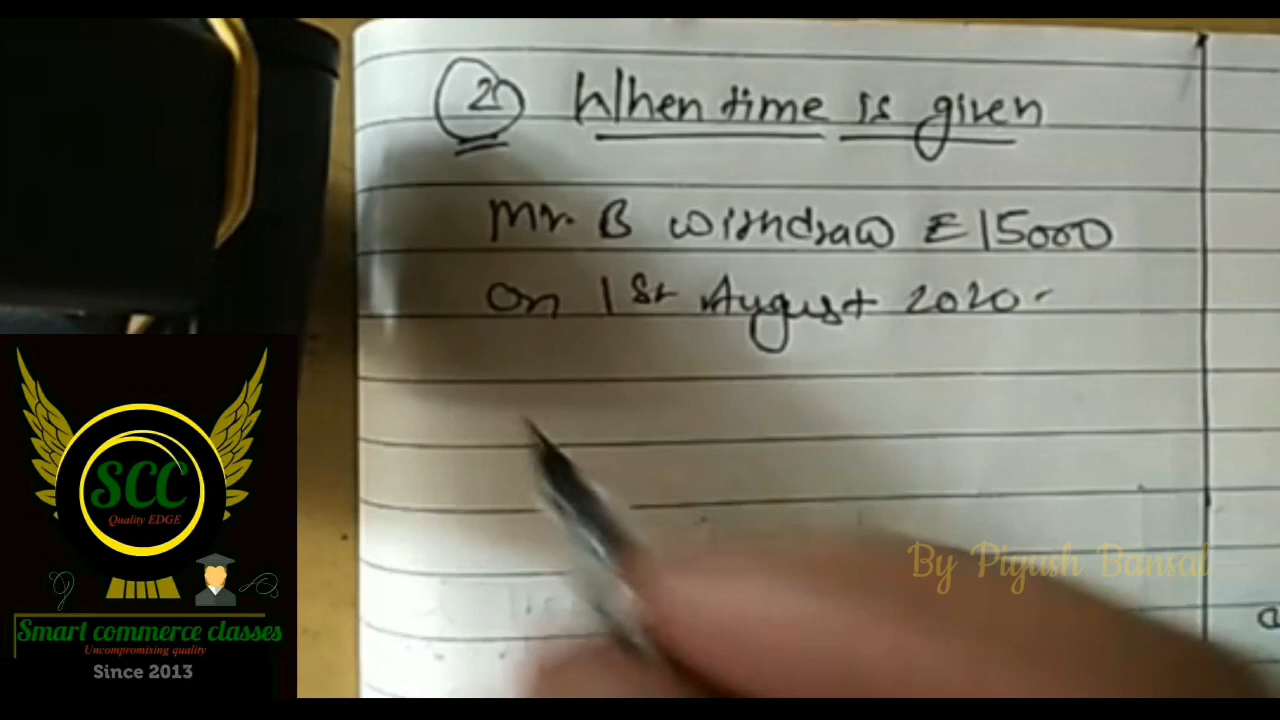 2
When time is given
Mr. B withdraw ₹ 15000
on 1st August 2020.
SCC
Quality EDGE
By Piyush Bansal
Smart commerce classes
Uncompromising quality
Since 2013